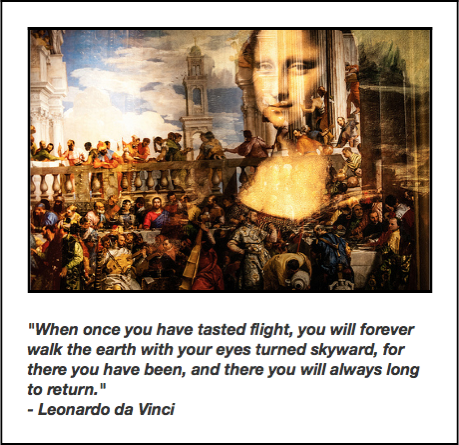 "When once you have tasted flight, you will forever
walk the earth with your eyes turned skyward, for
there you have been, and there you will always long
to return."
- Leonardo da Vinci